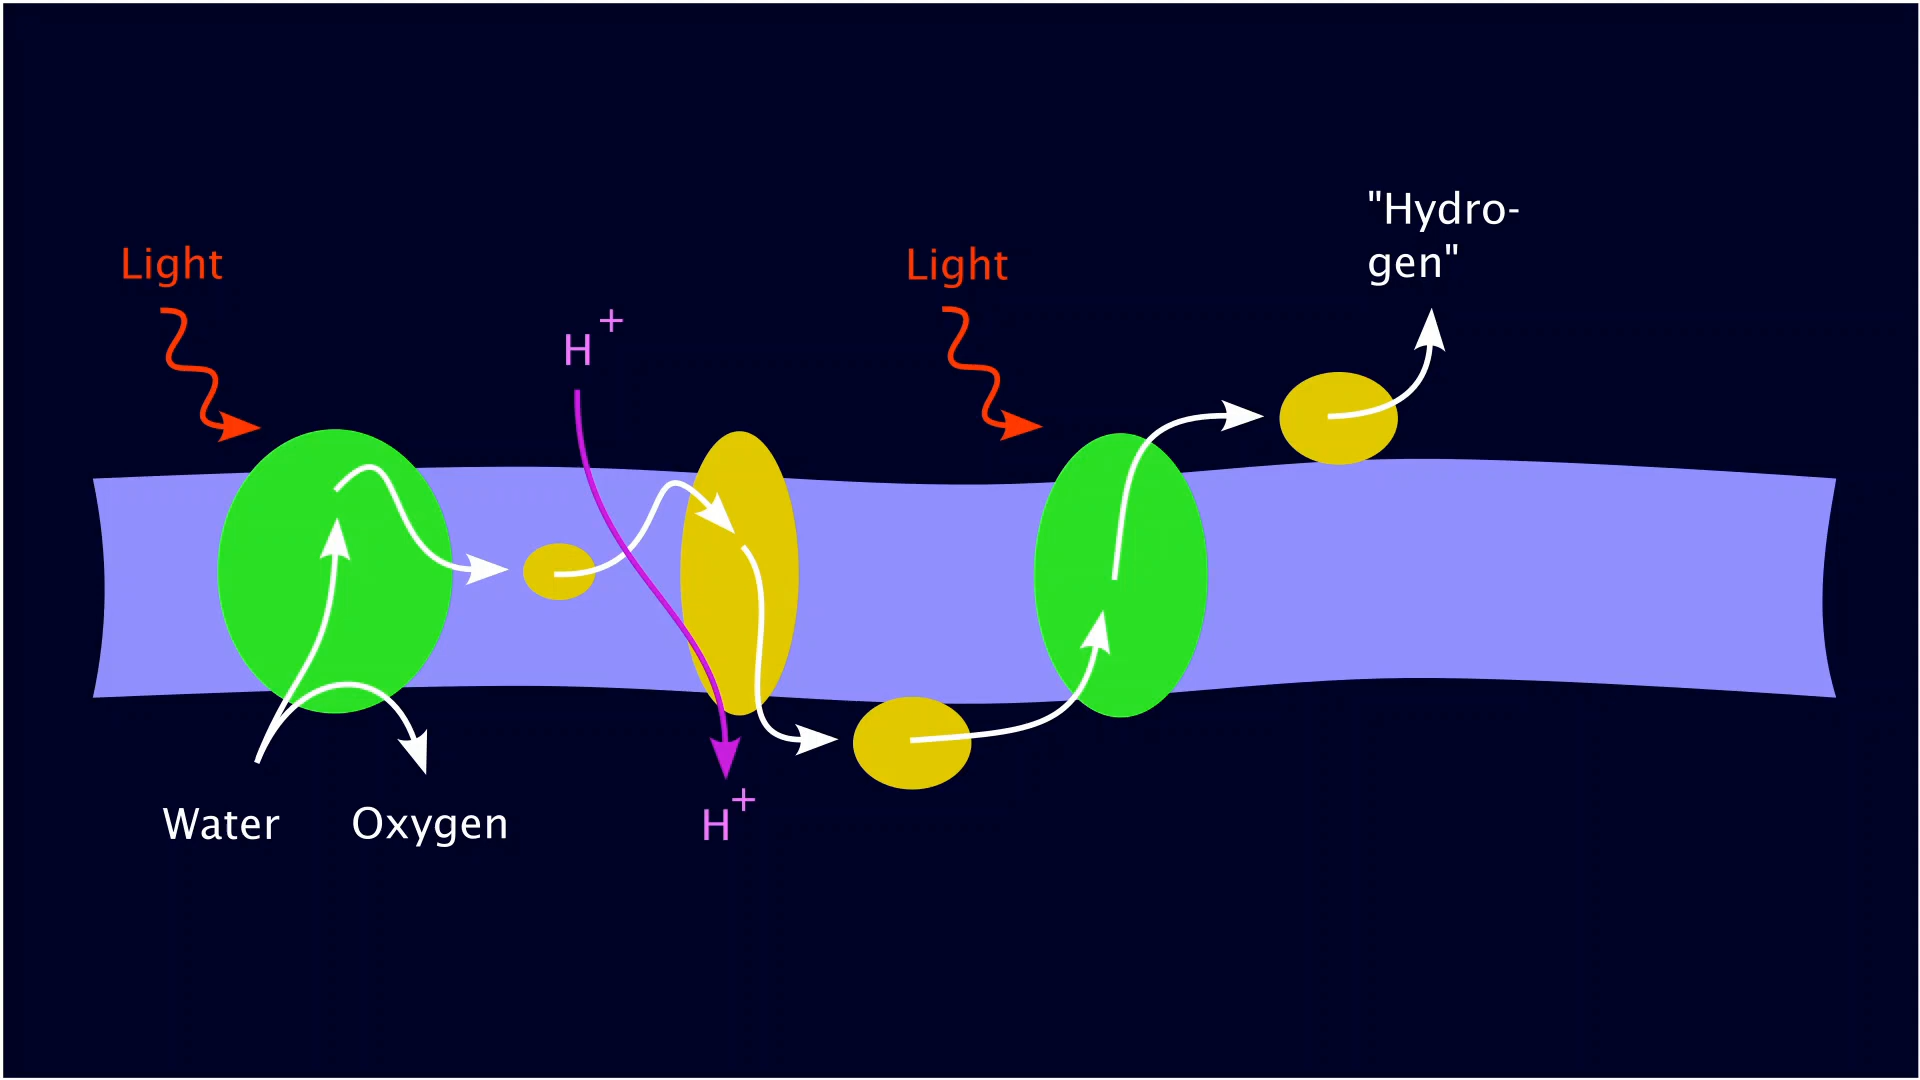 "Hydro-
gen"
Light
Light
H+
Water
Oxygen
H+